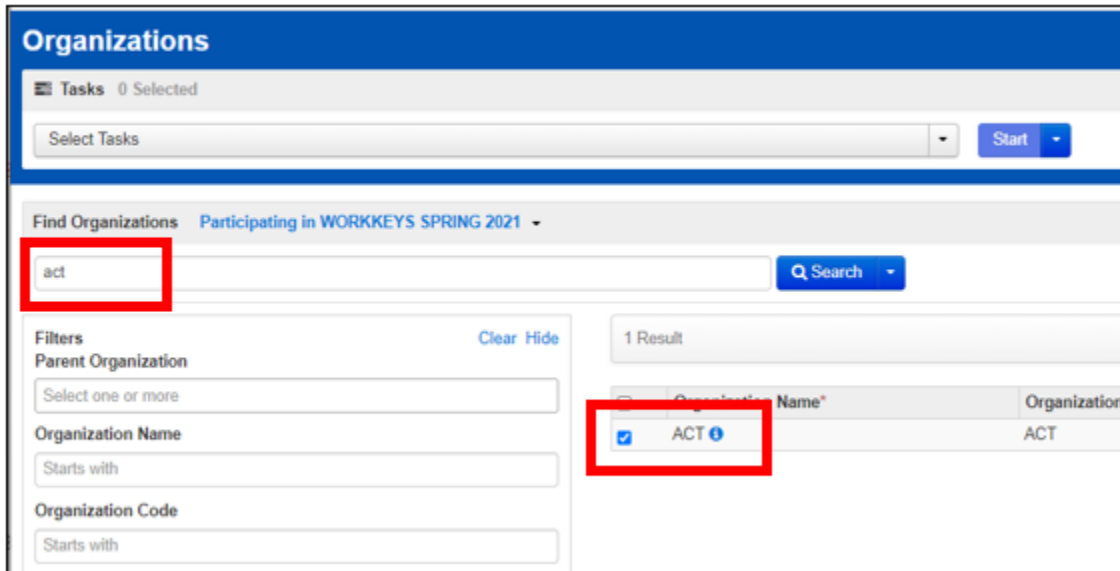 Organizations
Tasks 0 Selected
Select Tasks
Start
Find Organizations Participating in WORKKEYS SPRING 2021
act
Search
Filters Clear Hide
Parent Organization
Select one or more
Organization Name
Starts with
Organization Code
Starts with
1 Result
Organization Name* Organization
ACT ACT